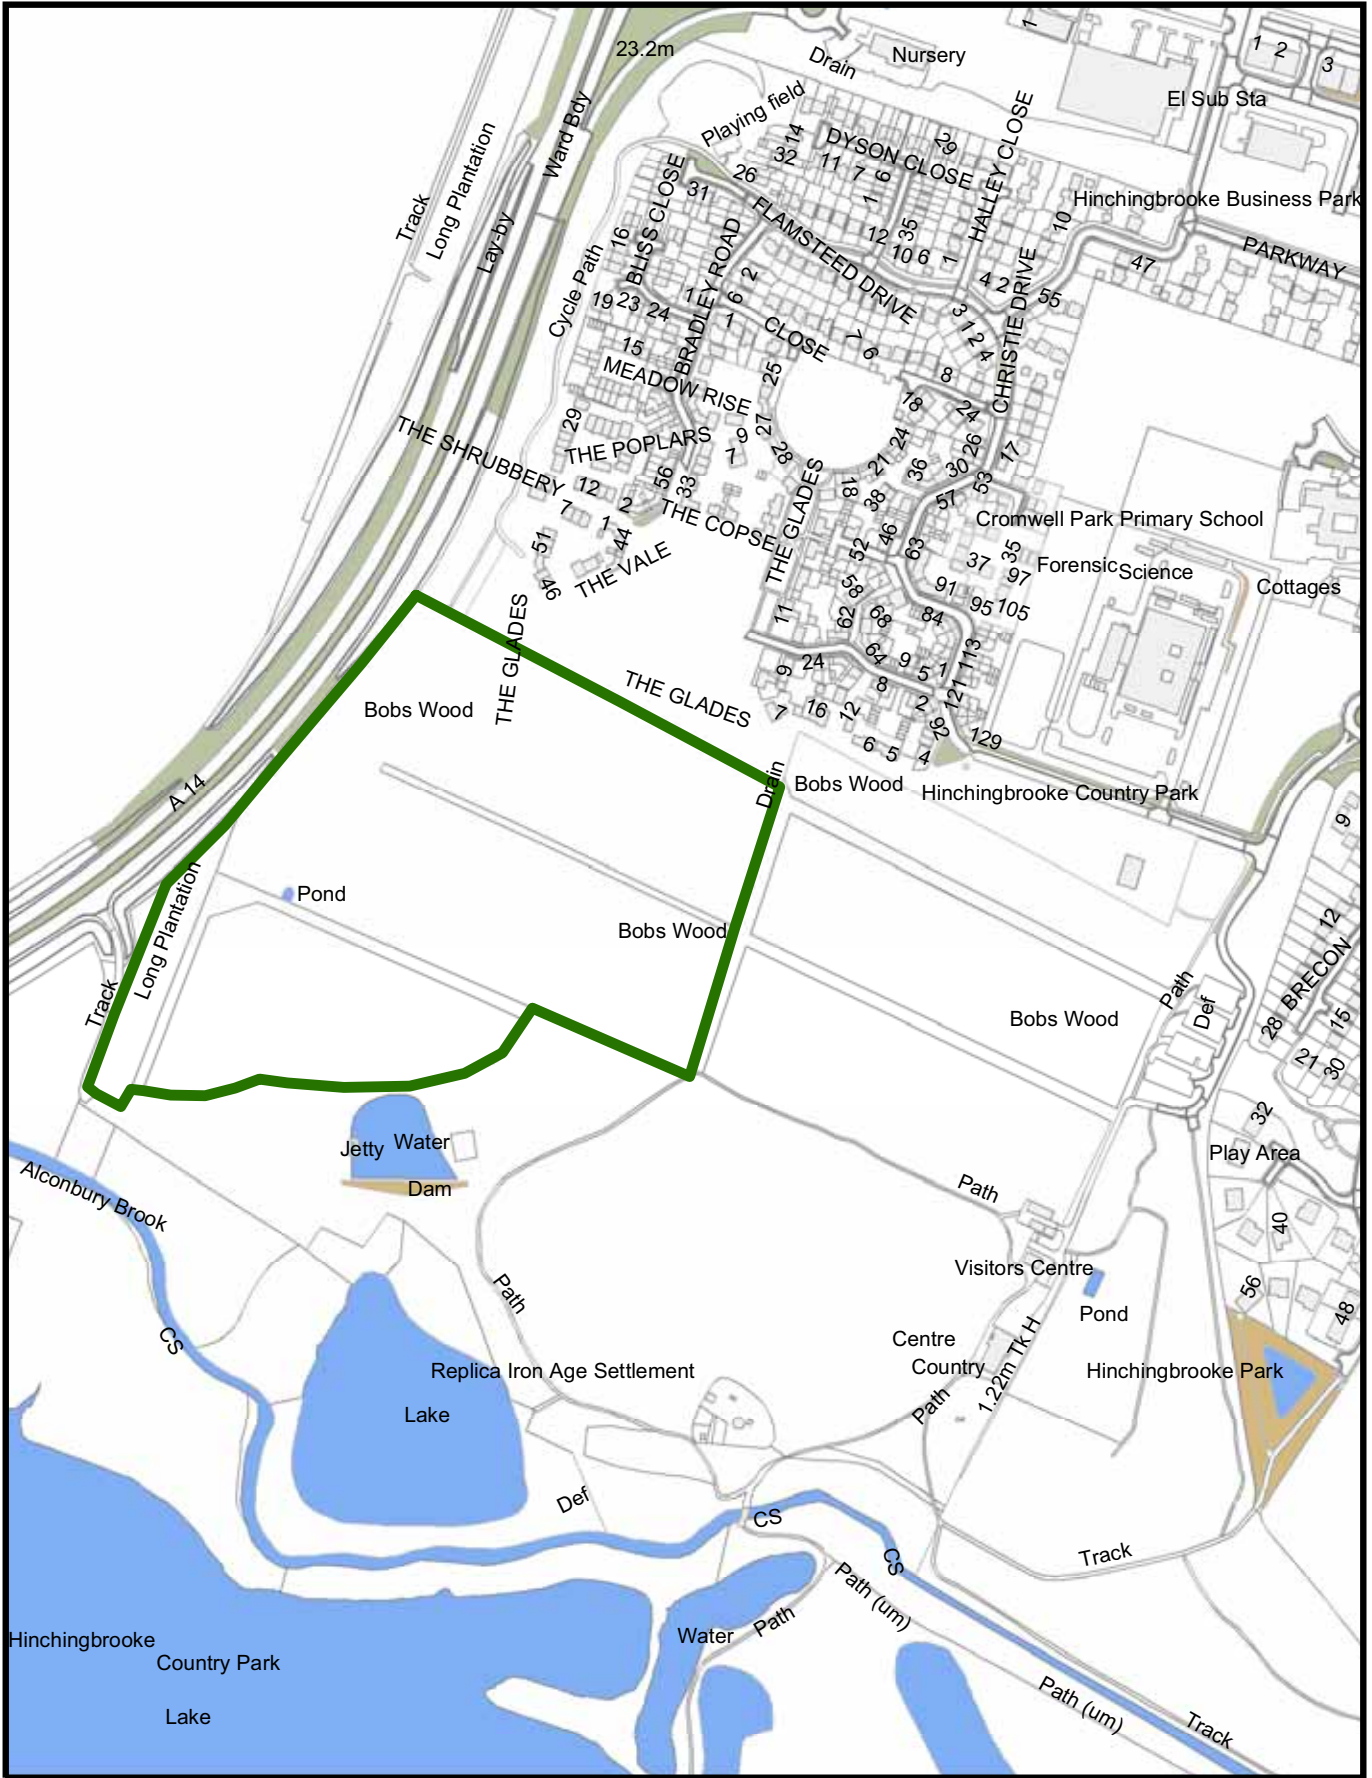 23.2m
Drain
Nursery
1
1
2
3
El Sub Sta
Playing field
Ward Bdy
Track
Long Plantation
Lay-by
14
32
26
DYSON CLOSE
29
11
7
6
1
HALLEY CLOSE
Hinchingbrooke Business Park
PARKWAY
47
10
31
BLISS CLOSE
16
FLAMSTEED DRIVE
12
35
10
6
1
4
2
55
Cycle Path
BRADLEY ROAD
2
6
1
1
19
23
24
CLOSE
7
6
3
1
2
4
CHRISTIE DRIVE
15
MEADOW RISE
25
8
18
24
29
THE SHRUBBERY
THE POPLARS
9
7
27
28
24
21
26
30
36
17
53
57
12
56
33
2
7
1
44
THE COPSE
THE GLADES
18
38
46
52
63
Cromwell Park Primary School
51
46
THE VALE
37
35
97
Forensic
Science
Cottages
58
62
68
91
84
95
105
11
THE GLADES
9
24
64
9
5
1
113
121
8
THE GLADES
7
16
12
2
92
6
5
4
129
Bobs Wood
Drain
Bobs Wood
Hinchingbrooke Country Park
A 14
9
Long Plantation
Pond
Bobs Wood
12
BRECON
Track
Path
Def
Bobs Wood
28
15
21
30
32
Play Area
Jetty
Water
Dam
Alconbury Brook
Path
40
Visitors Centre
Path
Pond
56
48
CS
Centre
Country
1.22m Tk H
Path
Replica Iron Age Settlement
Hinchingbrooke Park
Lake
Def
CS
CS
Track
Path (um)
Path
Water
Hinchingbrooke
Country Park
Lake
Path (um)
Track